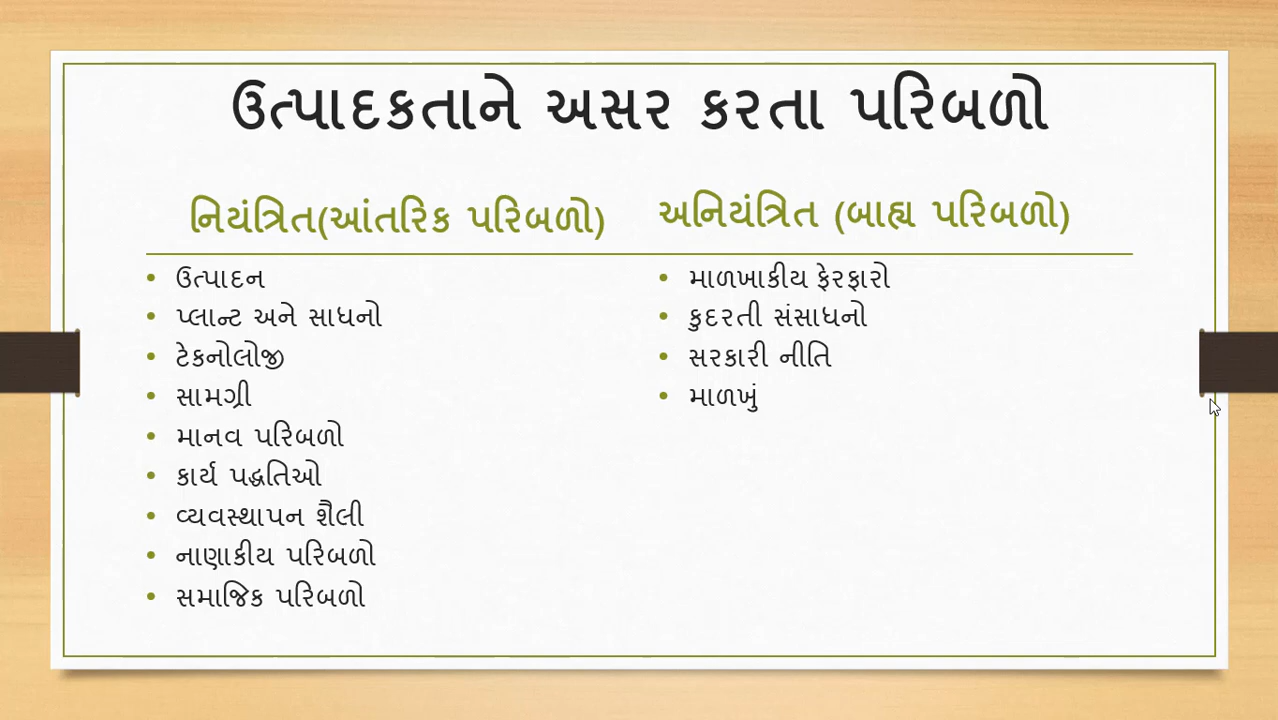 ઉત્પાદકતાને અસર કરતા પરિબળો
નિયંત્રિત(આંતરિક પરિબળો)
• ઉત્પાદન
• પ્લાન્ટ અને સાધનો
• ટેકનોલોજી
• સામગ્રી
• માનવ પરિબળો
• કાર્ય પદ્ધતિઓ
• વ્યવસ્થાપન શૈલી
• નાણાકીય પરિબળો
• સમાજિક પરિબળો
અનિયંત્રિત (બાહ્ય પરિબળો)
• માળખાકીય ફેરફારો
• કુદરતી સંસાધનો
• સરકારી નીતિ
• માળખું